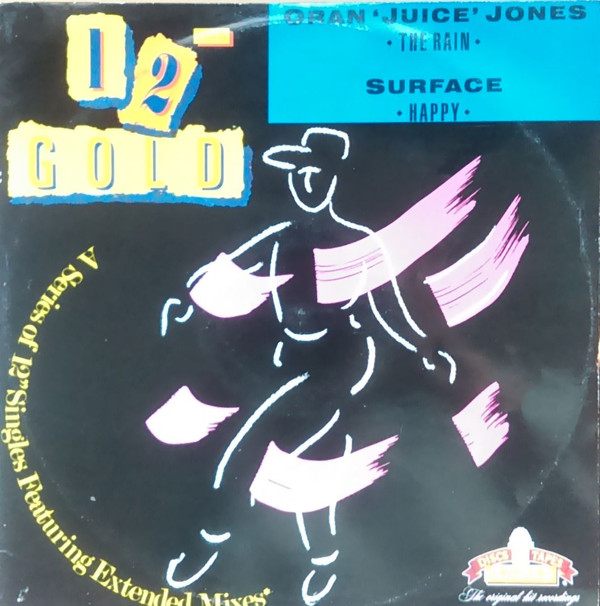 ORAN 'JUICE' JONES
• THE RAIN •
SURFACE
• HAPPY •
12"
GOLD
A Series of 12" Singles Featuring Extended Mixes
DISCS TAPES
The original hit recordings